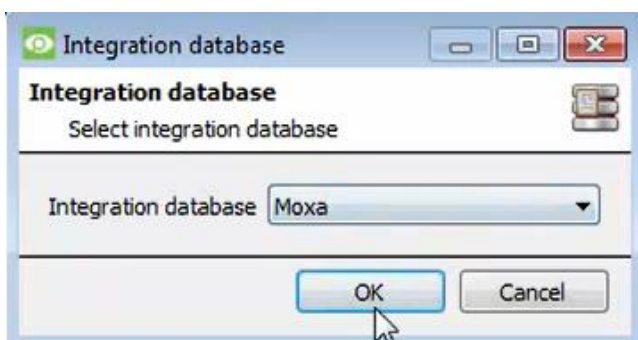 Integration database
Integration database
Select integration database
Integration database Moxa
OK Cancel